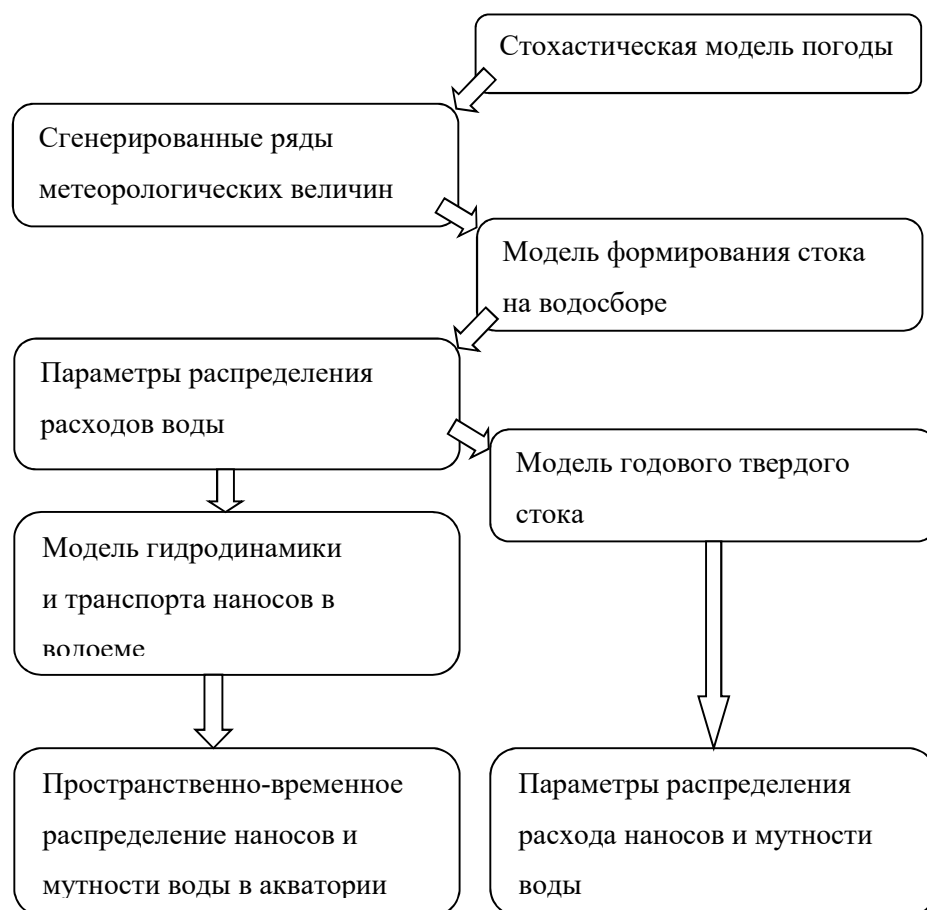 Стохастическая модель погоды
Сгенерированные ряды
метеорологических величин
Модель формирования стока
на водосборе
Параметры распределения
расходов воды
Модель годового твердого
стока
Модель гидродинамики
и транспорта наносов в
водоеме
Пространственно-временное
распределение наносов и
мутности воды в акватории
Параметры распределения
расхода наносов и мутности
воды